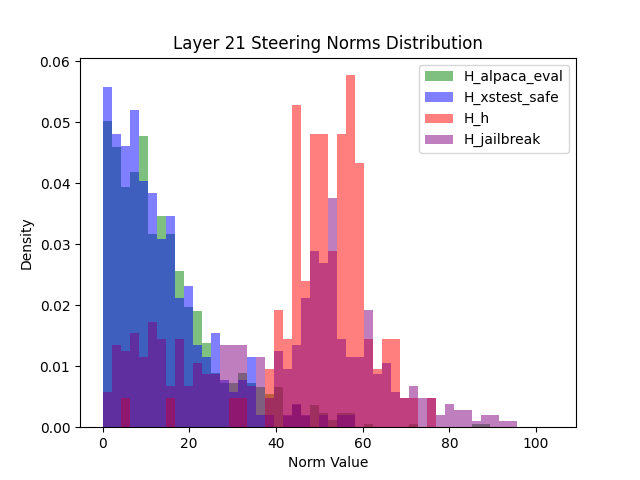 Layer 21 Steering Norms Distribution
H_alpaca_eval
H_xstest_safe
H_h
H_jailbreak
Density
0.06
0.05
0.04
0.03
0.02
0.01
0.00
0 20 40 60 80 100
Norm Value